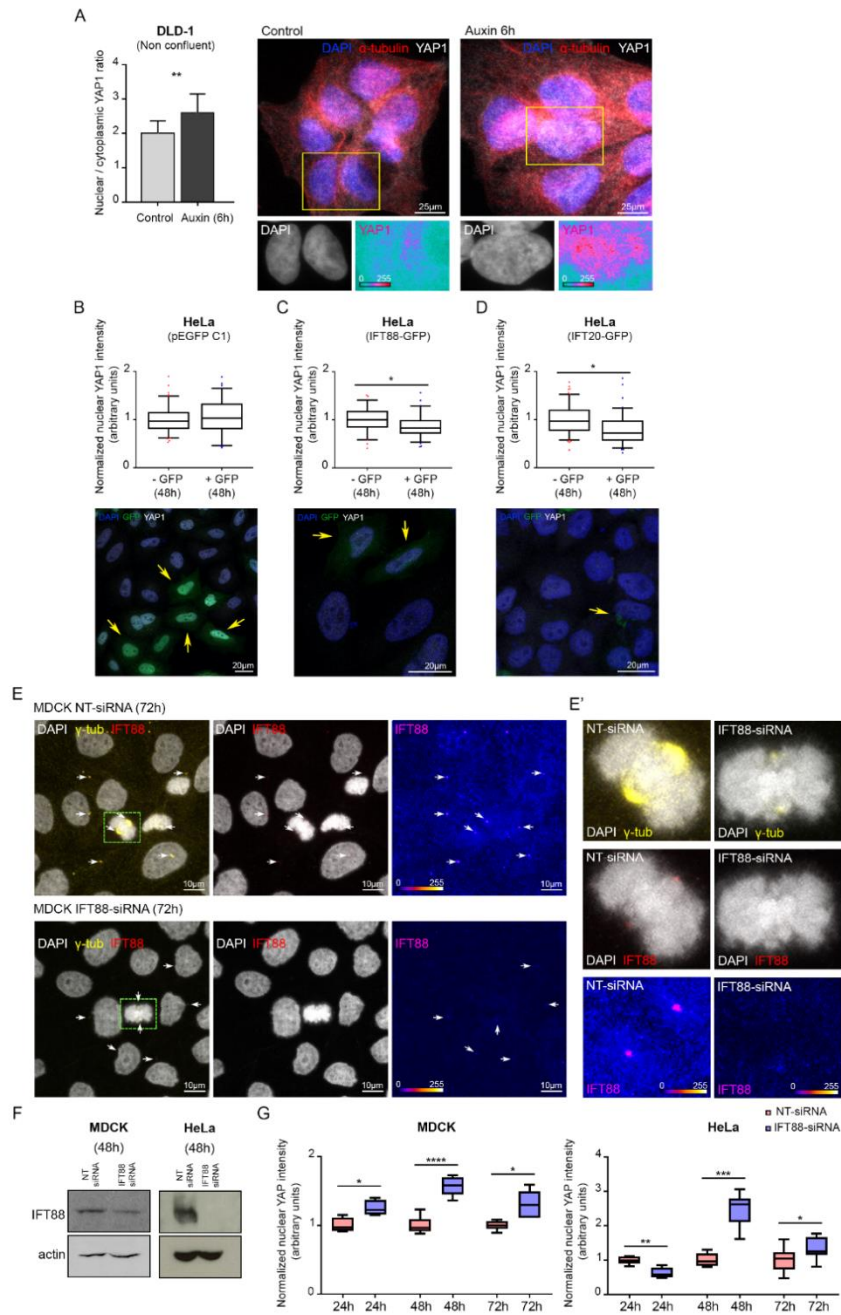 A
DLD-1
(Non confluent)
Nuclear / cytoplasmic YAP1 ratio
4
3
2
1
0
**
Control Auxin (6h)
Control
DAPI α-tubulin YAP1
25µm
Auxin 6h
DAPI α-tubulin YAP1
25µm
DAPI
YAP1
0 255
DAPI
YAP1
0 255
B
HeLa
(pEGFP C1)
Normalized nuclear YAP1 intensity
(arbitrary units)
2
1
0
- GFP + GFP
(48h) (48h)
DAPI GFP YAP1
20µm
C
HeLa
(IFT88-GFP)
Normalized nuclear YAP1 intensity
(arbitrary units)
2
1
0
*
- GFP + GFP
(48h) (48h)
DAPI GFP YAP1
20µm
D
HeLa
(IFT20-GFP)
Normalized nuclear YAP1 intensity
(arbitrary units)
2
1
0
*
- GFP + GFP
(48h) (48h)
DAPI GFP YAP1
20µm
E
MDCK NT-siRNA (72h)
DAPI γ-tub IFT88
10µm
DAPI IFT88
10µm
IFT88
0 255
10µm
MDCK IFT88-siRNA (72h)
DAPI γ-tub IFT88
10µm
DAPI IFT88
10µm
IFT88
0 255
10µm
E'
NT-siRNA
DAPI γ-tub
IFT88-siRNA
DAPI γ-tub
NT-siRNA
DAPI IFT88
IFT88-siRNA
DAPI IFT88
NT-siRNA
IFT88
0 255
IFT88-siRNA
IFT88
0 255
F
MDCK
(48h)
NT
siRNA
IFT88
siRNA
HeLa
(48h)
NT
siRNA
IFT88
siRNA
IFT88
actin
G
NT-siRNA
IFT88-siRNA
MDCK
Normalized nuclear YAP intensity
(arbitrary units)
2
1
0
*
****
*
24h 24h 48h 48h 72h 72h
HeLa
Normalized nuclear YAP intensity
(arbitrary units)
4
3
2
1
0
**
***
*
24h 24h 48h 48h 72h 72h